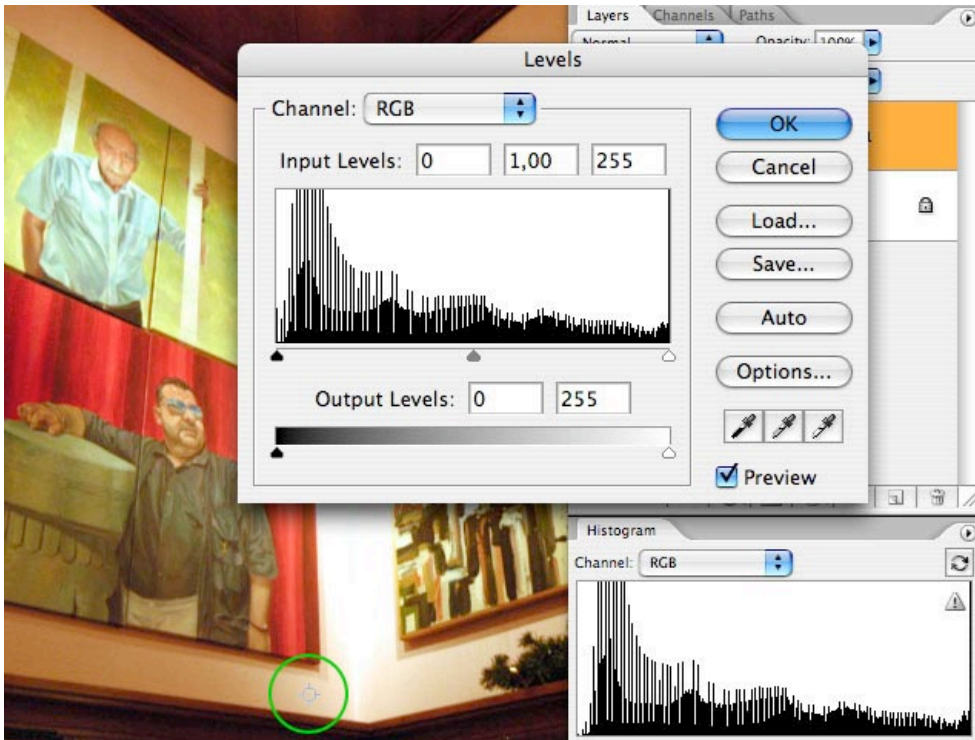 Layers Channels Paths
Normal Opacity: 100%
Levels
Channel: RGB
Input Levels: 0 1,00 255
Output Levels: 0 255
OK
Cancel
Load...
Save...
Auto
Options...
Preview
Histogram
Channel: RGB